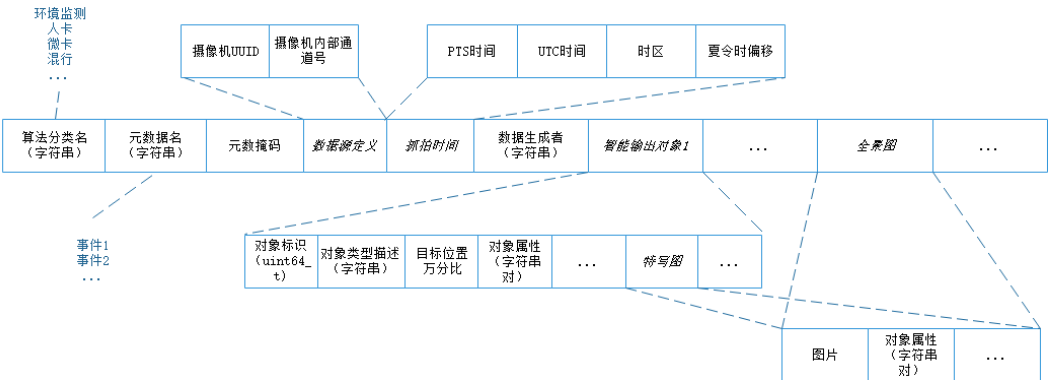 环境监测
人卡
微卡
混行
...
摄像机UUID
摄像机内部通
道号
PTS时间
UTC时间
时区
夏令时偏移
算法分类名
(字符串)
元数据名
(字符串)
元数掩码
数据源定义
抓拍时间
数据生成者
(字符串)
智能输出对象1
...
全景图
...
事件1
事件2
...
对象标识
(uint64_
t)
对象类型描述
(字符串)
目标位置
万分比
对象属性
(字符串
对)
...
特写图
...
图片
对象属性
(字符串
对)
...